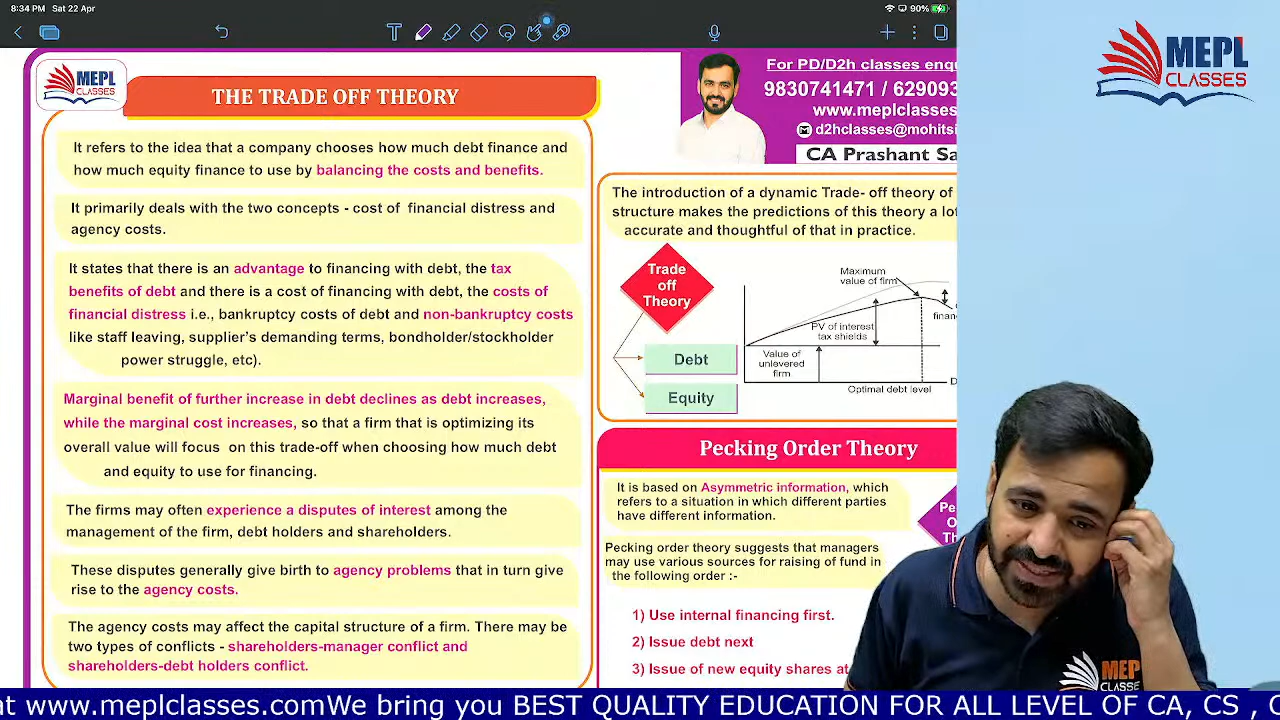 8:34 PM Sat 22 Apr
90%
MEPL
CLASSES
THE TRADE OFF THEORY
It refers to the idea that a company chooses how much debt finance and
how much equity finance to use by balancing the costs and benefits.
It primarily deals with the two concepts - cost of financial distress and
agency costs.
It states that there is an advantage to financing with debt, the tax
benefits of debt and there is a cost of financing with debt, the costs of
financial distress i.e., bankruptcy costs of debt and non-bankruptcy costs
like staff leaving, supplier's demanding terms, bondholder/stockholder
power struggle, etc).
Marginal benefit of further increase in debt declines as debt increases,
while the marginal cost increases, so that a firm that is optimizing its
overall value will focus on this trade-off when choosing how much debt
and equity to use for financing.
The firms may often experience a disputes of interest among the
management of the firm, debt holders and shareholders.
These disputes generally give birth to agency problems that in turn give
rise to the agency costs.
The agency costs may affect the capital structure of a firm. There may be
two types of conflicts - shareholders-manager conflict and
shareholders-debt holders conflict.
For PD/D2h classes enqu
9830741471 / 62909
www.meplclasses
d2hclasses@mohitsi
CA Prashant Sa
The introduction of a dynamic Trade- off theory of
structure makes the predictions of this theory a lot
accurate and thoughtful of that in practice.
Trade
off
Theory
Debt
Equity
Maximum
value of firm
PV of interest
tax shields
Value of
unlevered
firm
Optimal debt level
finan
D
Pecking Order Theory
It is based on Asymmetric information, which
refers to a situation in which different parties
have different information.
Pecking order theory suggests that managers
may use various sources for raising of fund in
the following order :-
1) Use internal financing first.
2) Issue debt next
3) Issue of new equity shares at
Pe
O
Th
MEPL
CLASSES
MEP
CLASSE
at www.meplclasses.comWe bring you BEST QUALITY EDUCATION FOR ALL LEVEL OF CA, CS , C